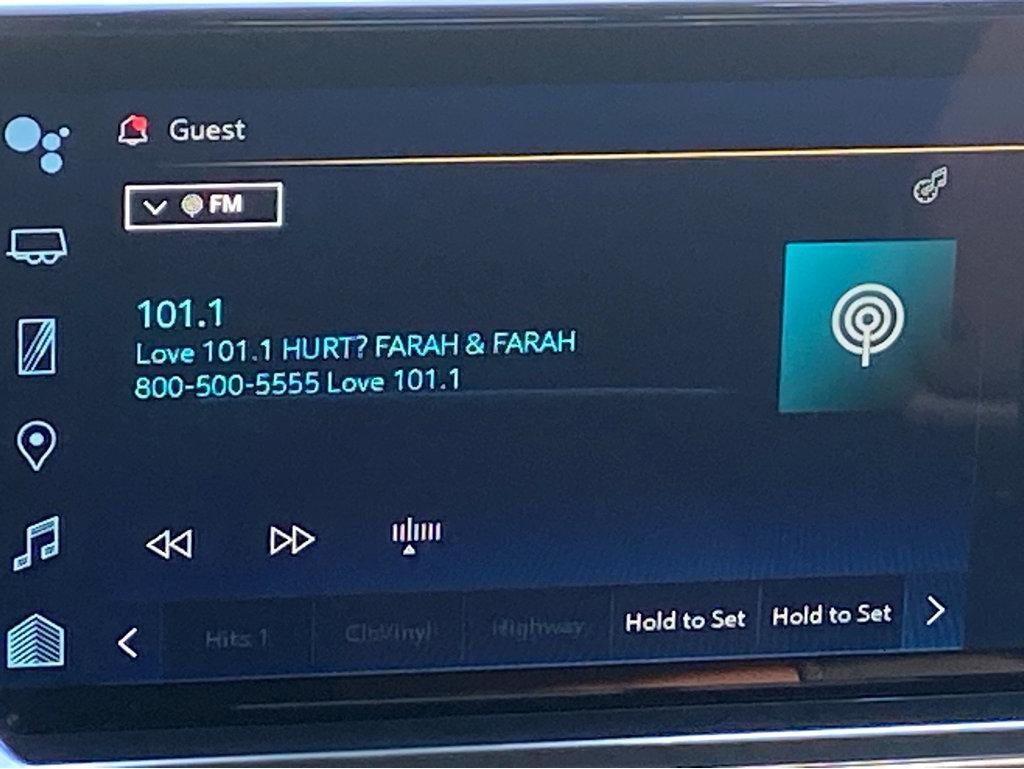 Guest
FM
101.1
Love 101.1 HURT? FARAH & FARAH
800-500-5555 Love 101.1
Hits 1 ClsVinyl Highway Hold to Set Hold to Set